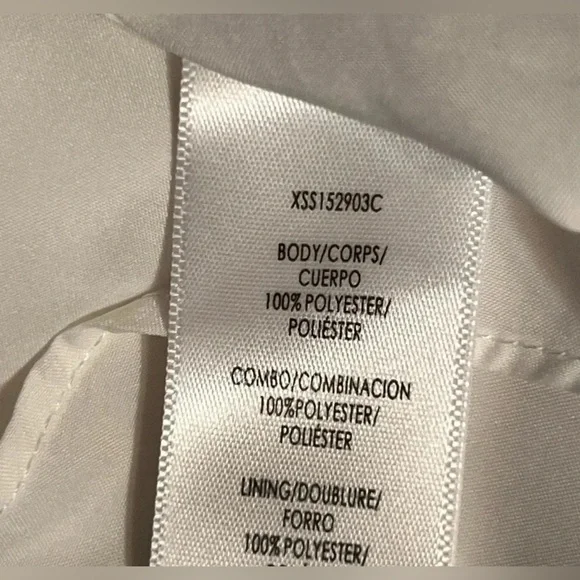 XSS152903C
BODY/CORPS/
CUERPO
100% POLYESTER/
POLIÉSTER
COMBO/COMBINACION
100%POLYESTER/
POLIÉSTER
LINING/DOUBLURE/
FORRO
100%POLYESTER/